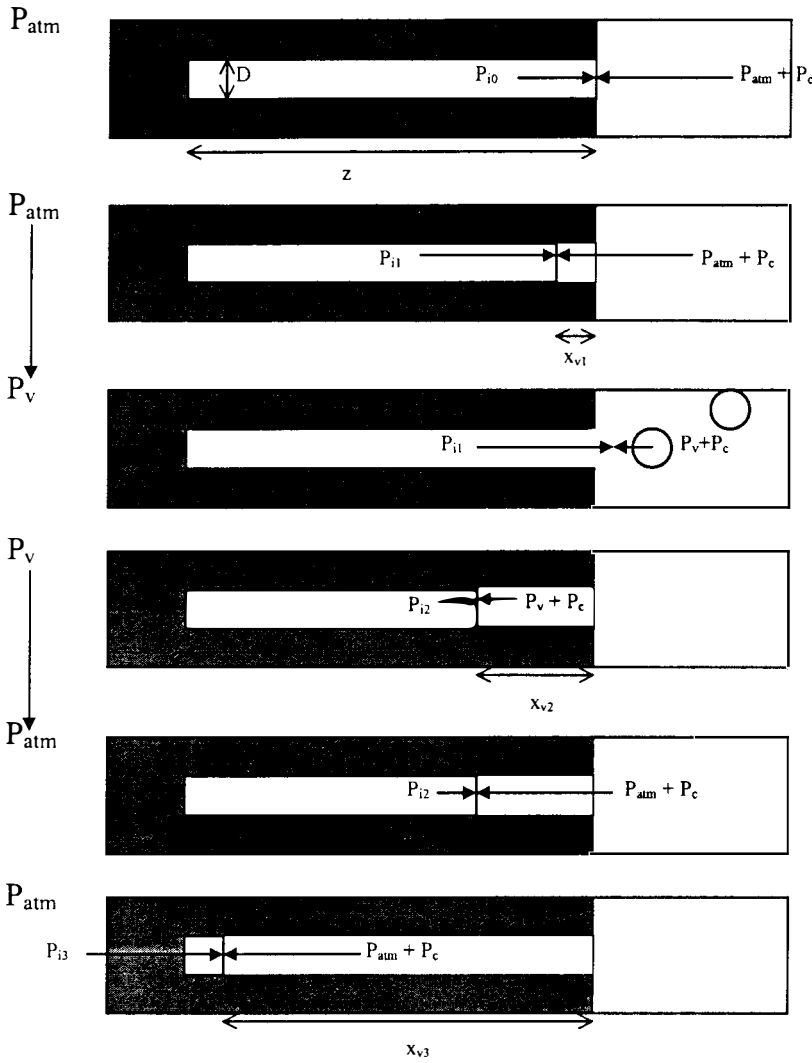 P_atm
D
P_i0
P_atm + P_c
z
P_atm
P_i1
P_atm + P_c
x_v1
P_v
P_i1
P_v+P_c
P_v
P_i2
P_v + P_c
x_v2
P_atm
P_i2
P_atm + P_c
P_atm
P_i3
P_atm + P_c
x_v3